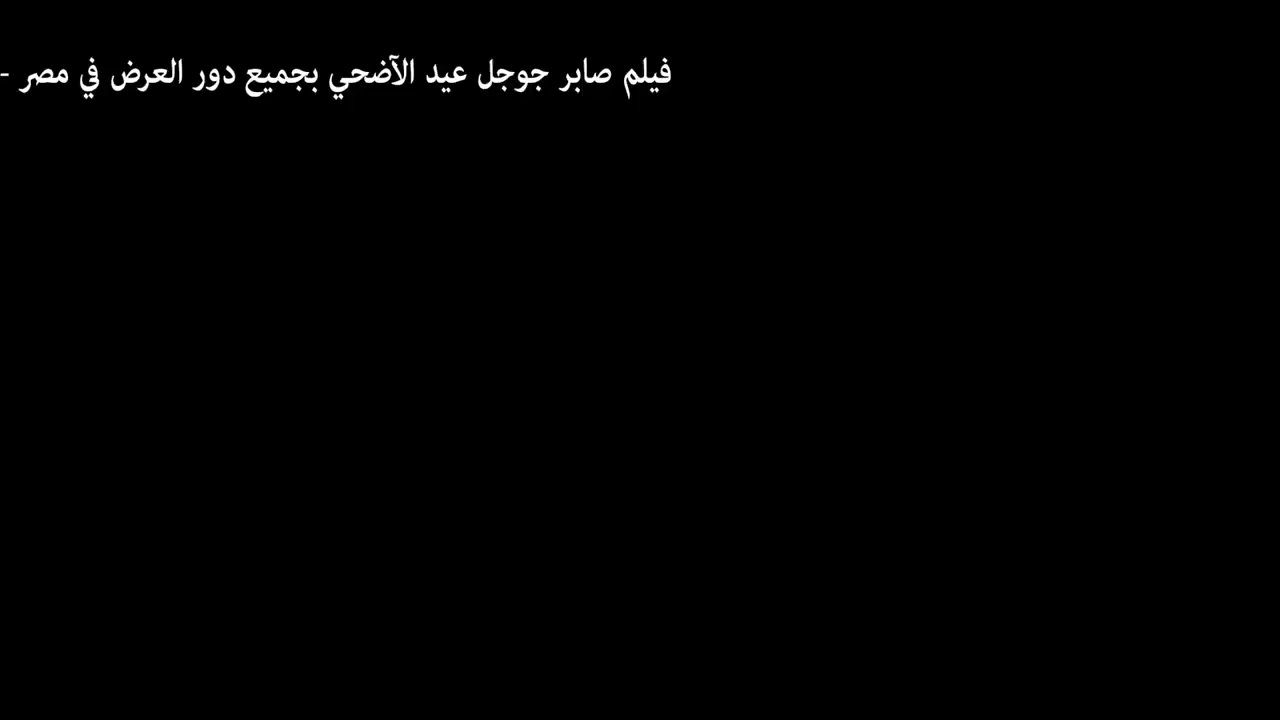 فيلم صابر جوجل عيد الآضحي بجميع دور العرض في مصر -